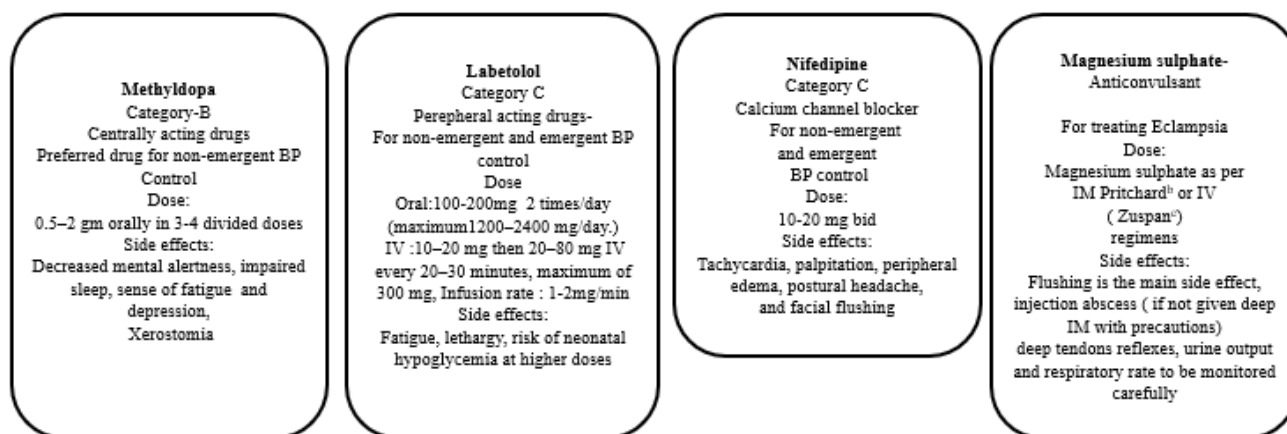 Methyldopa
Category-B
Centrally acting drugs
Preferred drug for non-emergent BP
Control
Dose:
0.5–2 gm orally in 3-4 divided doses
Side effects:
Decreased mental alertness, impaired
sleep, sense of fatigue and
depression,
Xerostomia
Labetolol
Category C
Perepheral acting drugs-
For non-emergent and emergent BP
control
Dose
Oral:100-200mg 2 times/day
(maximum1200–2400 mg/day.)
IV :10–20 mg then 20–80 mg IV
every 20–30 minutes, maximum of
300 mg, Infusion rate : 1-2mg/min
Side effects:
Fatigue, lethargy, risk of neonatal
hypoglycemia at higher doses
Nifedipine
Category C
Calcium channel blocker
For non-emergent
and emergent
BP control
Dose:
10-20 mg bid
Side effects:
Tachycardia, palpitation, peripheral
edema, postural headache,
and facial flushing
Magnesium sulphate-
Anticonvulsant
For treating Eclampsia
Dose:
Magnesium sulphate as per
IM Pritchardᵇ or IV
( Zuspanᶜ)
regimens
Side effects:
Flushing is the main side effect,
injection abscess ( if not given deep
IM with precautions)
deep tendons reflexes, urine output
and respiratory rate to be monitored
carefully